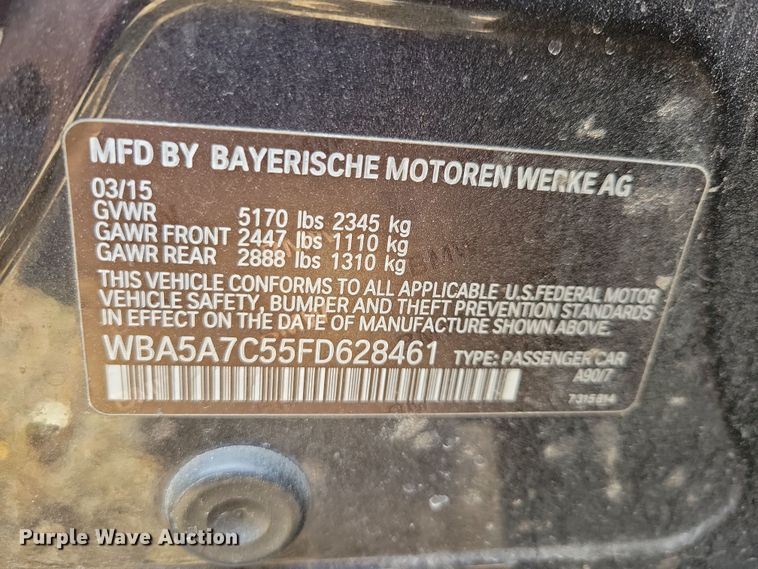 MFD BY BAYERISCHE MOTOREN WERKE AG
03/15
GVWR 5170 lbs 2345 kg
GAWR FRONT 2447 lbs 1110 kg
GAWR REAR 2888 lbs 1310 kg
THIS VEHICLE CONFORMS TO ALL APPLICABLE U.S.FEDERAL MOTOR
VEHICLE SAFETY, BUMPER AND THEFT PREVENTION STANDARDS
IN EFFECT ON THE DATE OF MANUFACTURE SHOWN ABOVE.
WBA5A7C55FD628461 TYPE: PASSENGER CAR
A90/7
7315814
Purple Wave Auction